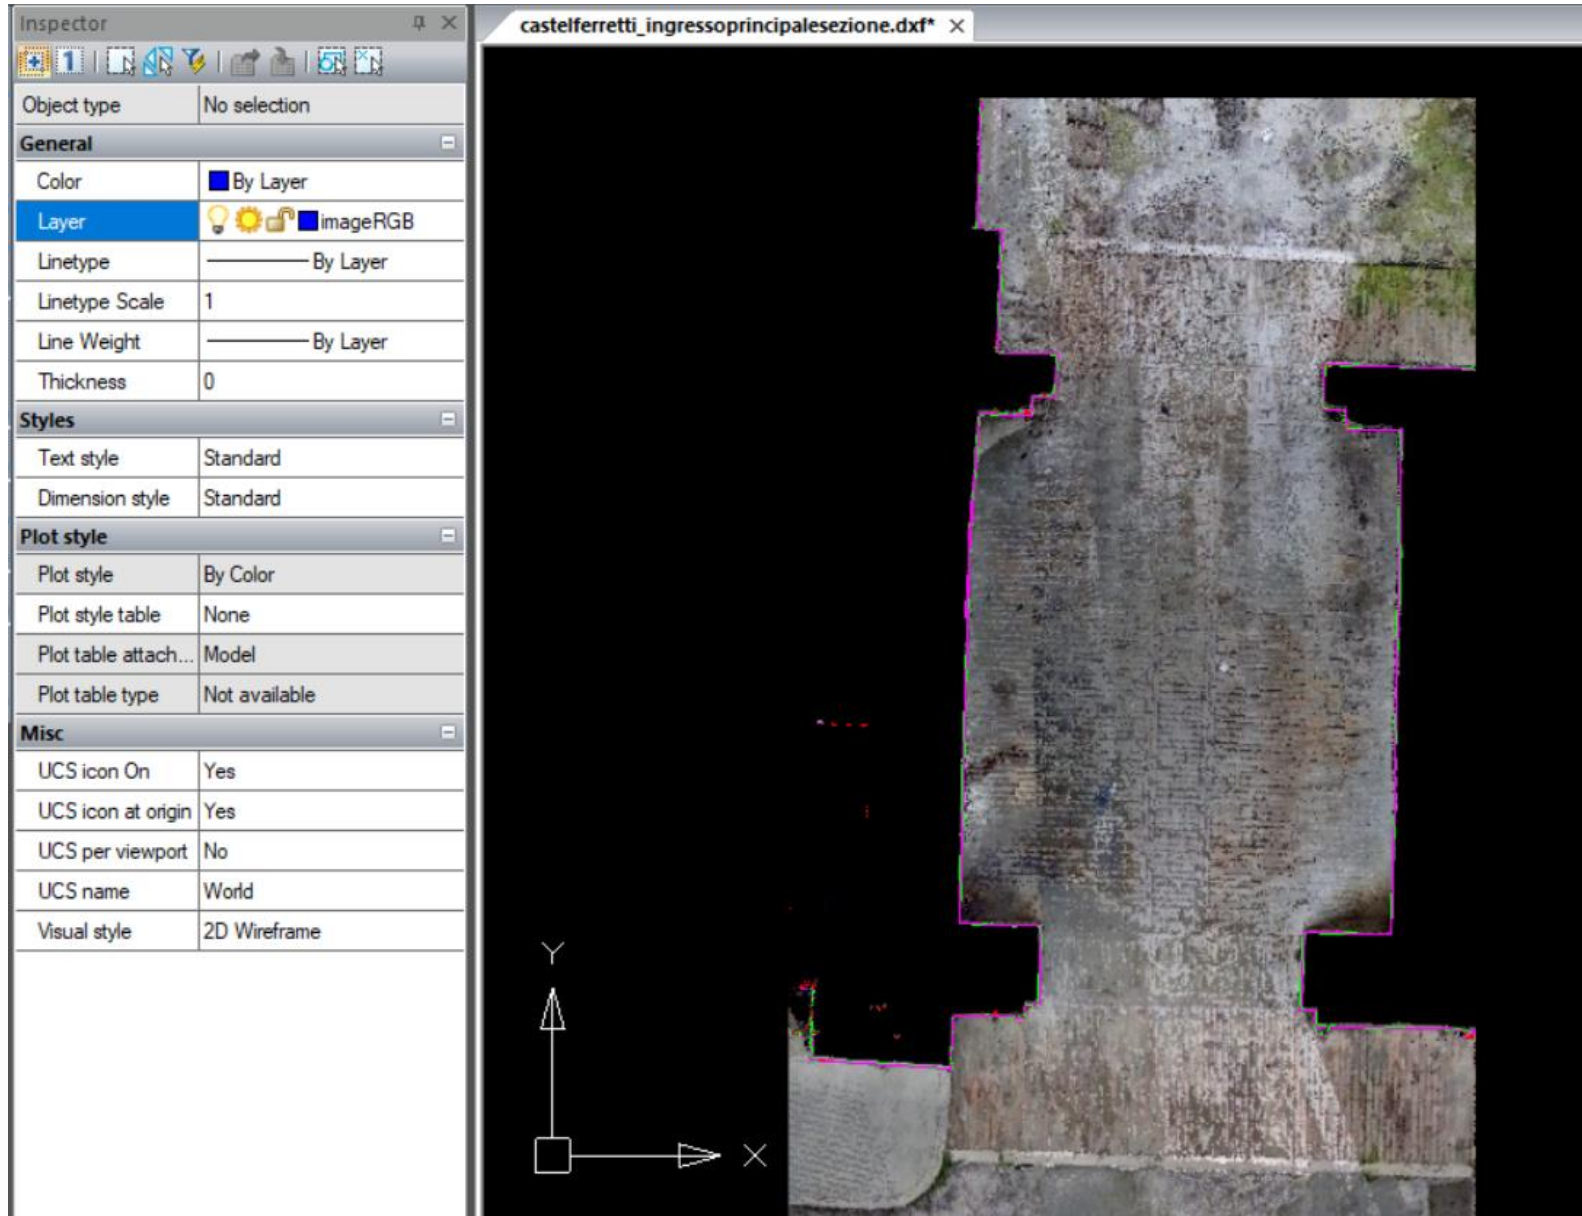 Inspector
castelferretti_ingressoprincipalesezione.dxf*
1
Object type No selection
General
Color By Layer
Layer imageRGB
Linetype By Layer
Linetype Scale 1
Line Weight By Layer
Thickness 0
Styles
Text style Standard
Dimension style Standard
Plot style
Plot style By Color
Plot style table None
Plot table attach... Model
Plot table type Not available
Misc
UCS icon On Yes
UCS icon at origin Yes
UCS per viewport No
UCS name World
Visual style 2D Wireframe
Y
X